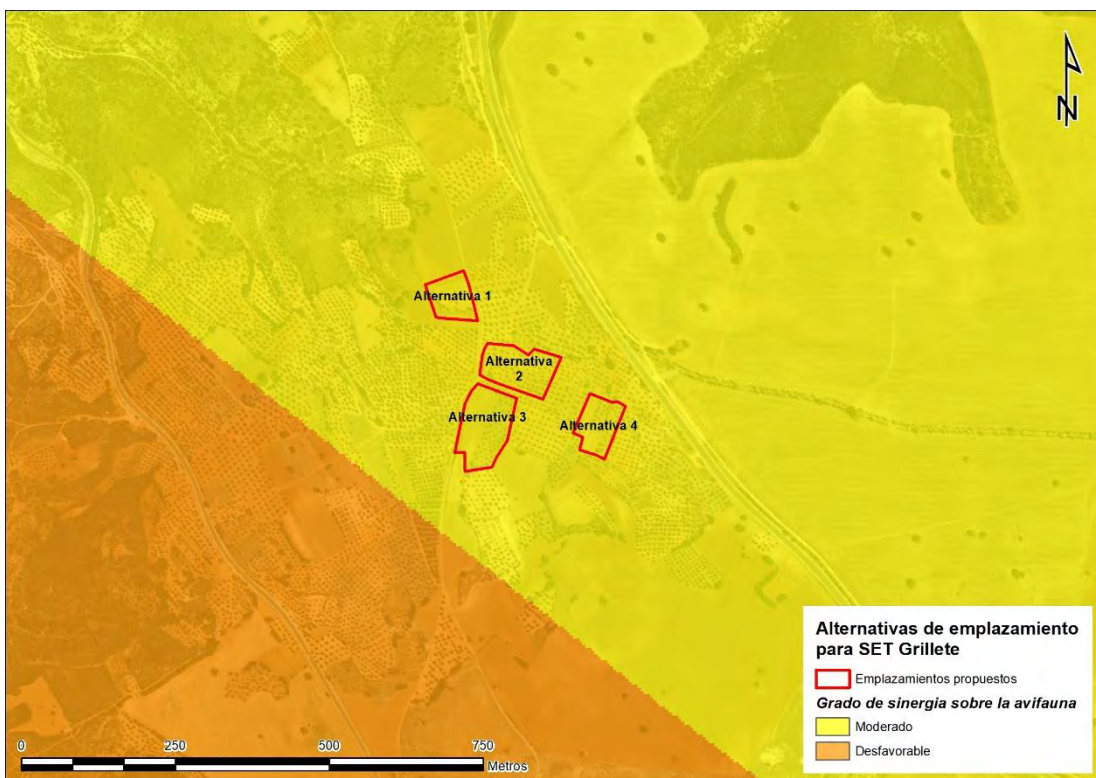 N
Alternativa 1
Alternativa
2
Alternativa 3
Alternativa 4
Alternativas de emplazamiento
para SET Grillete
Emplazamientos propuestos
Grado de sinergia sobre la avifauna
Moderado
Desfavorable
0 250 500 750
Metros